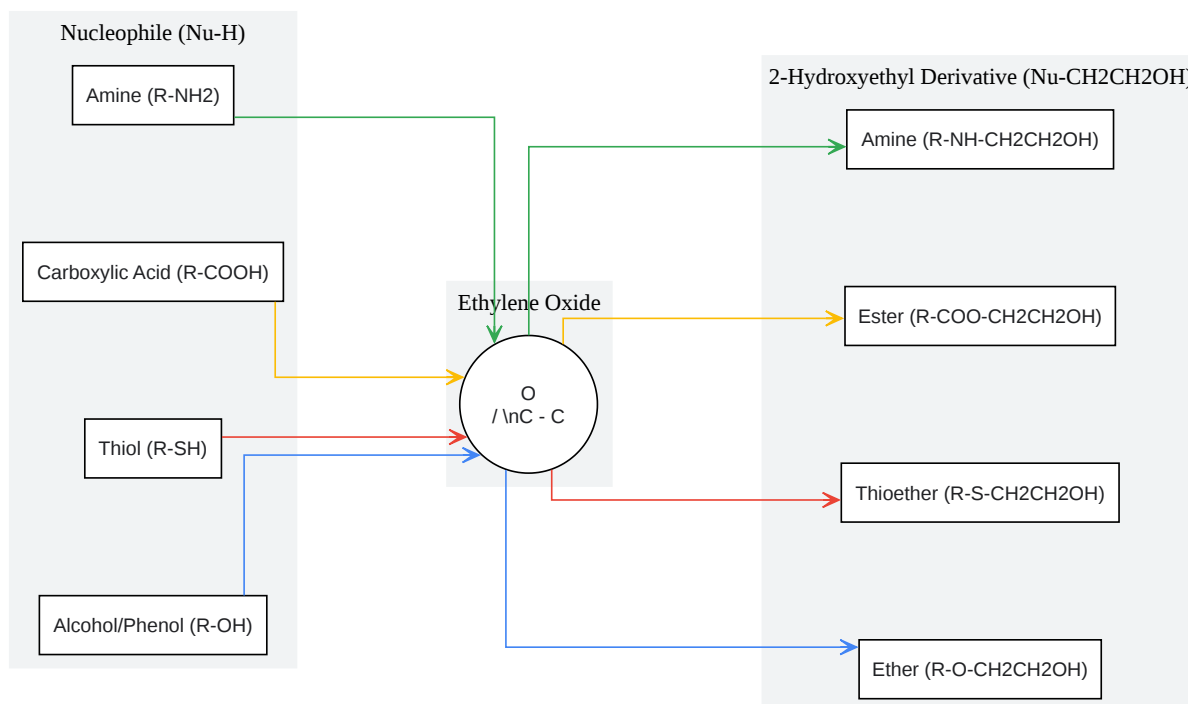 Nucleophile (Nu-H)
Amine (R-NH2)
Carboxylic Acid (R-COOH)
Thiol (R-SH)
Alcohol/Phenol (R-OH)
Ethylene Oxide
O
/ \nC - C
2-Hydroxyethyl Derivative (Nu-CH2CH2OH)
Amine (R-NH-CH2CH2OH)
Ester (R-COO-CH2CH2OH)
Thioether (R-S-CH2CH2OH)
Ether (R-O-CH2CH2OH)